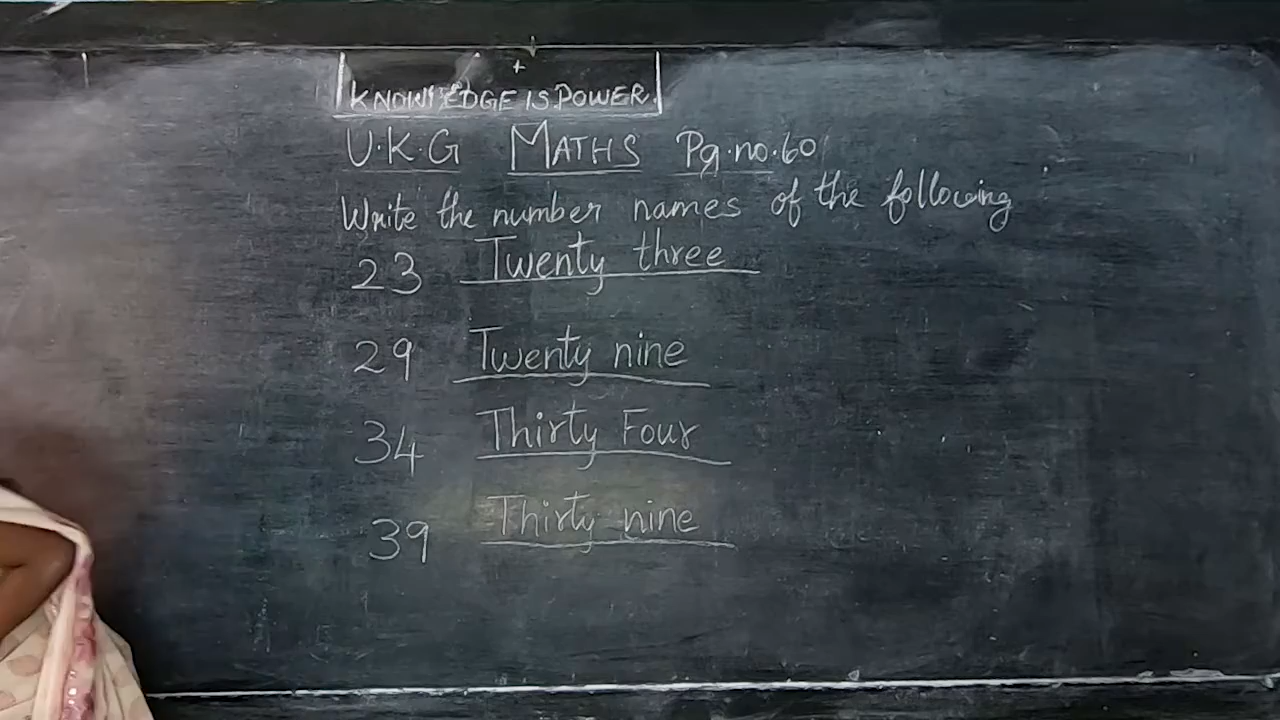 KNOWLEDGE IS POWER.
U.K.G MATHS Pg.no.60
Write the number names of the following
23 Twenty three
29 Twenty nine
34 Thirty Four
39 Thirty nine